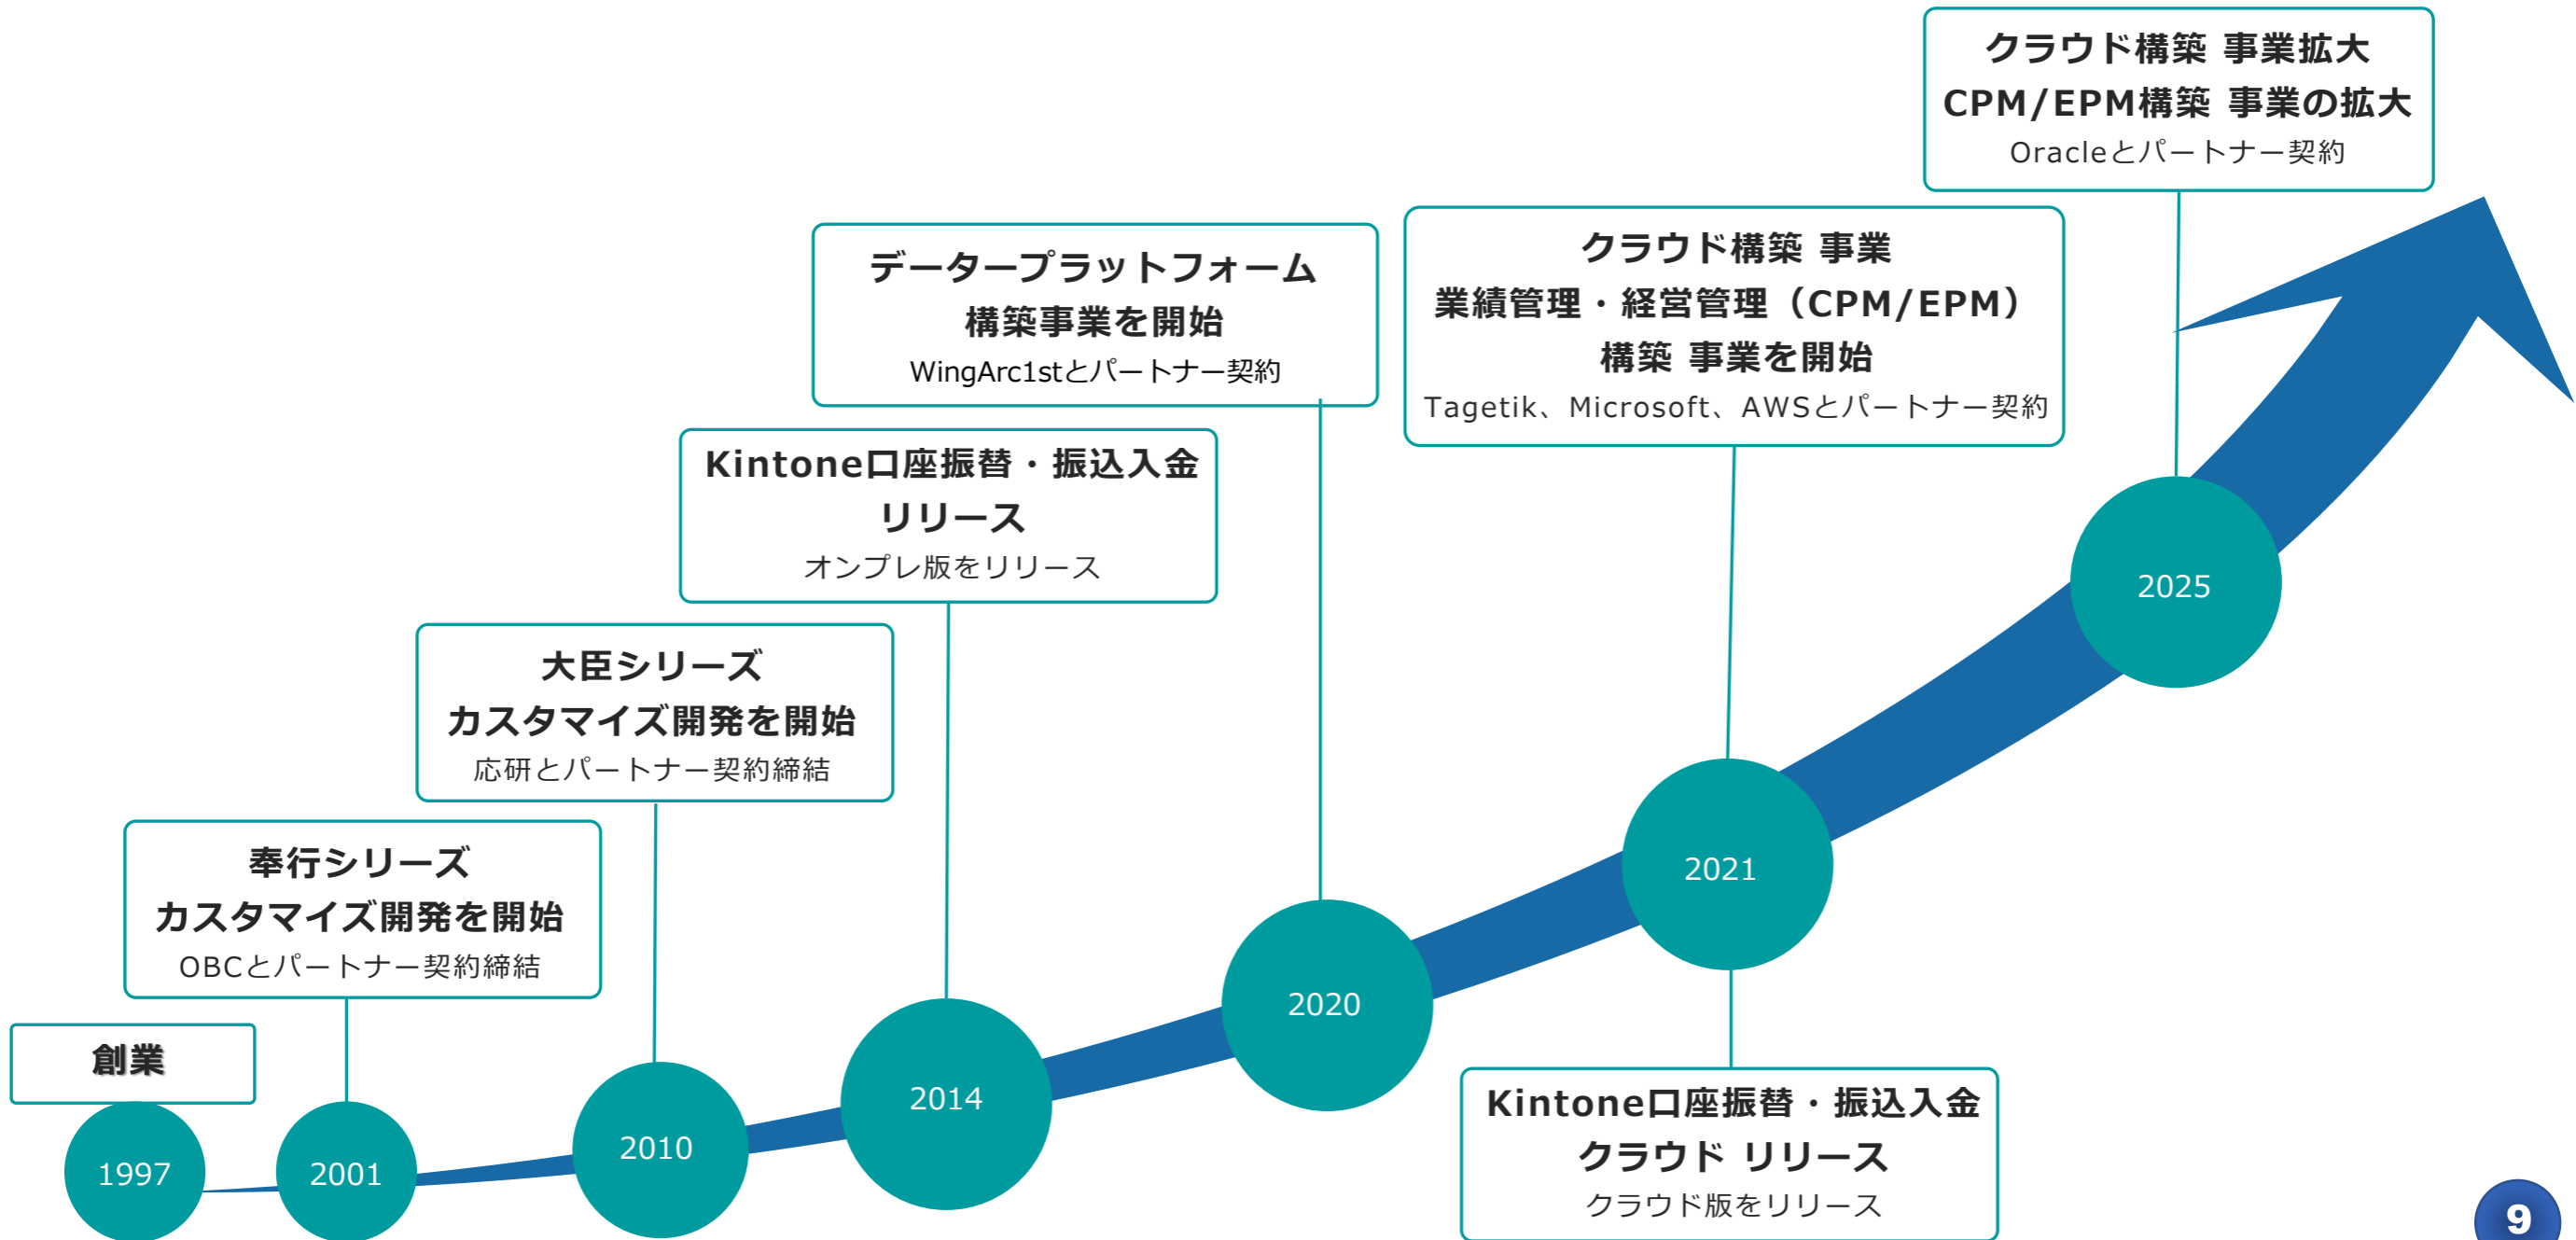 創業
1997
奉行シリーズ
カスタマイズ開発を開始
OBCとパートナー契約締結
2001
大臣シリーズ
カスタマイズ開発を開始
応研とパートナー契約締結
2010
Kintone口座振替・振込入金
リリース
オンプレ版をリリース
2014
データープラットフォーム
構築事業を開始
WingArc1stとパートナー契約
2020
クラウド構築 事業
業績管理・経営管理（CPM/EPM）
構築 事業を開始
Tagetik、Microsoft、AWSとパートナー契約
2021
Kintone口座振替・振込入金
クラウド リリース
クラウド版をリリース
クラウド構築 事業拡大
CPM/EPM構築 事業の拡大
Oracleとパートナー契約
2025
9